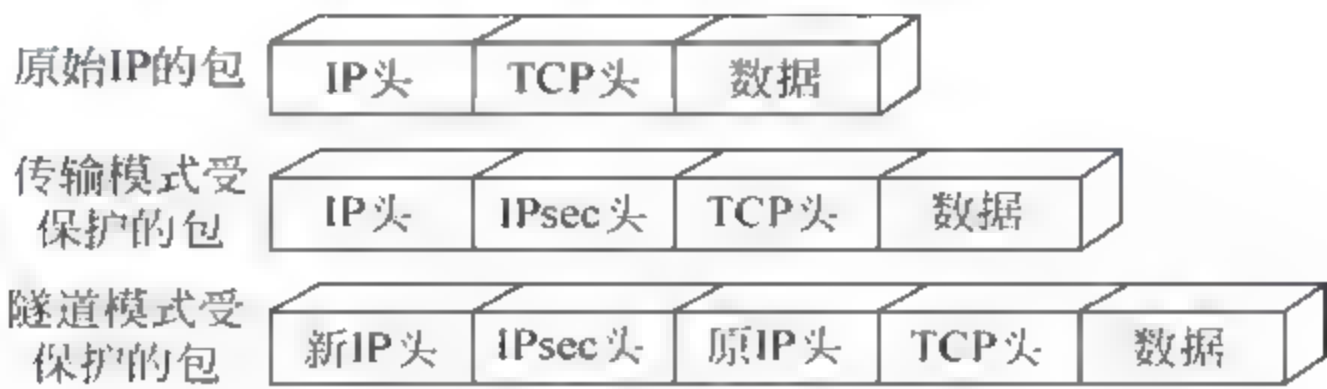 原始IP的包 IP头 TCP头 数据
传输模式受
保护的包 IP头 IPsec头 TCP头 数据
隧道模式受
保护的包 新IP头 IPsec头 原IP头 TCP头 数据